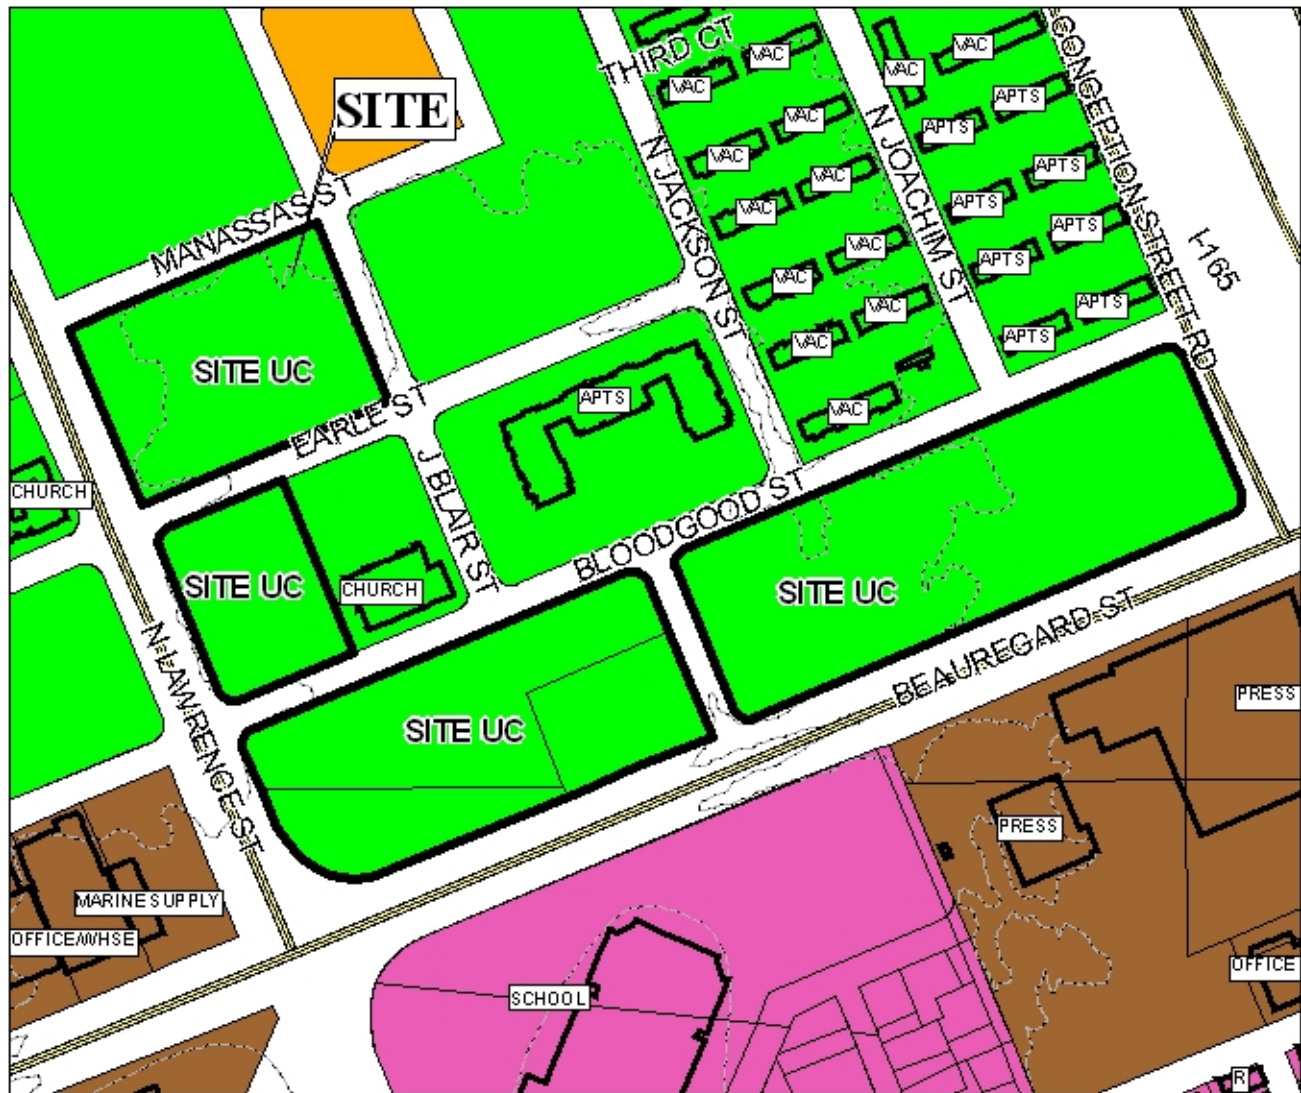 THIRD CT
VAC
VAC
VAC
VAC
CONCEPTION STREET RD
SITE
VAC
APTS
VAC
APTS
N JOACHIM ST
N JACKSON ST
VAC
APTS
MANASSAS ST
VAC
APTS
VAC
APTS
VAC
APTS
I-165
VAC
APTS
VAC
APTS
VAC
APTS
SITE UC
EARLE ST
APTS
VAC
J BLAIR ST
CHURCH
BLOODGOOD ST
SITE UC
CHURCH
SITE UC
BEAUREGARD ST
N LAWRENCE ST
SITE UC
PRESS
PRESS
MARINE SUPPLY
OFFICE/WHSE
SCHOOL
OFFICE
R